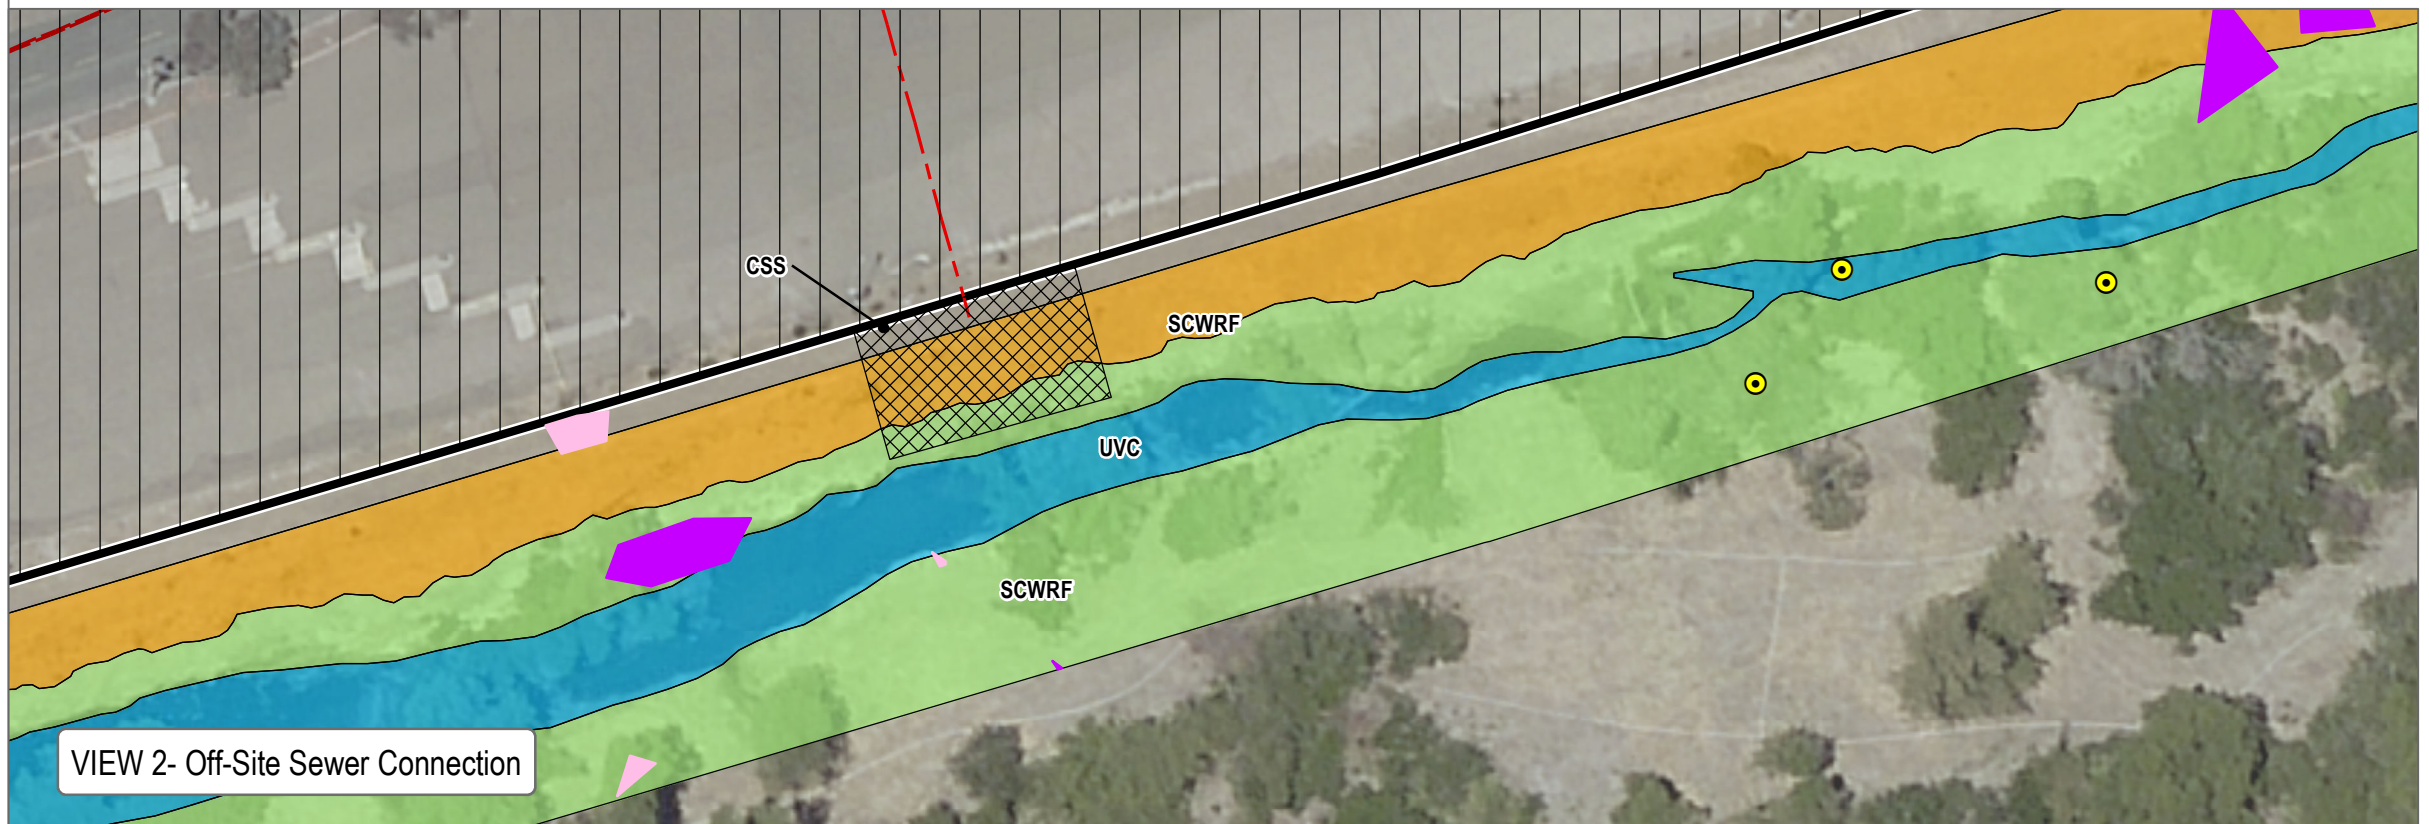 CSS
SCWRF
UVC
SCWRF
VIEW 2- Off-Site Sewer Connection